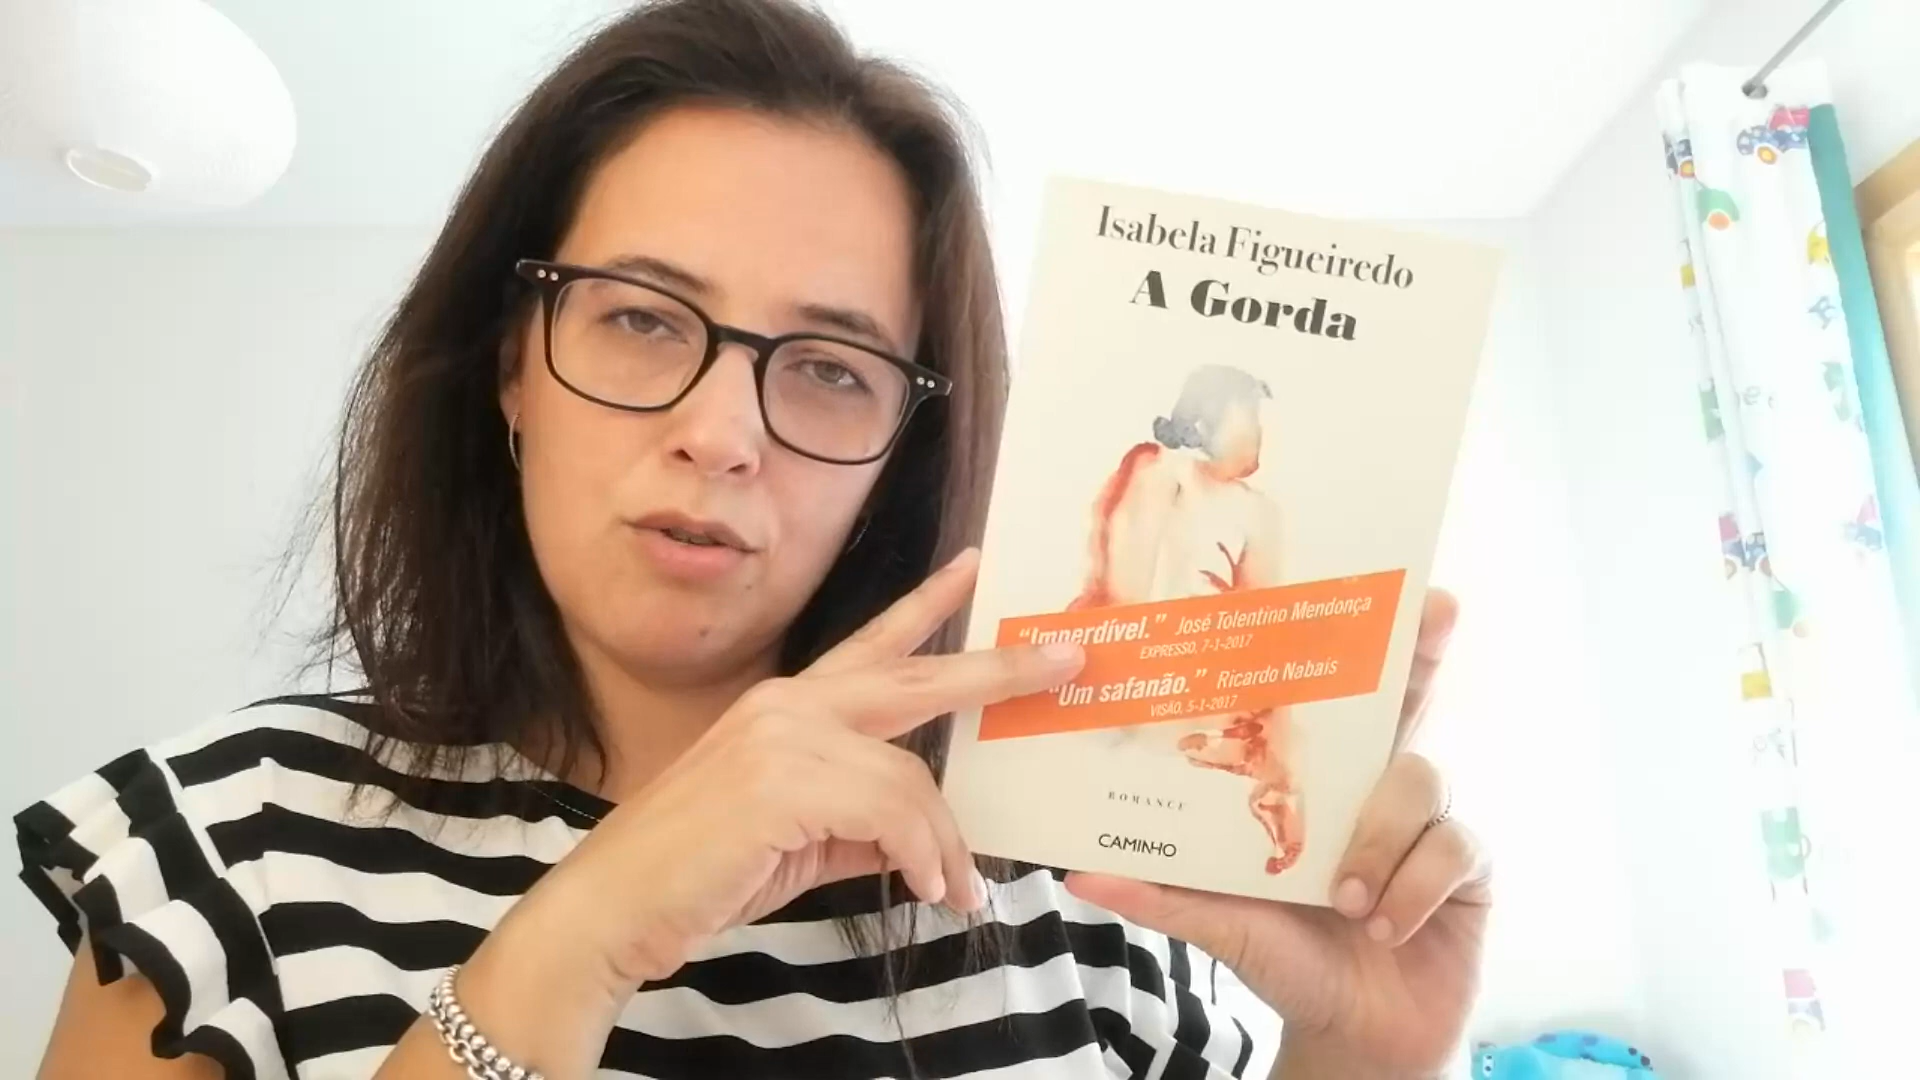 Isabela Figueiredo
A Gorda
“Imperdível.” José Tolentino Mendonça
EXPRESSO, 7-1-2017
“Um safanão.” Ricardo Nabais
VISÃO, 5-1-2017
ROMANCE
CAMINHO